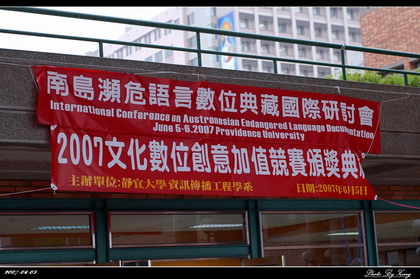 南島瀕危語言數位典藏國際研討會
International Conference on Austronesian Endangered Language Documentation
June 5-6.2007 Providence University
2007文化數位創意加值競賽頒獎典
主辦單位:靜宜大學資訊傳播工程學系 日期:2007年6月5日
2007.06.05
Photo By